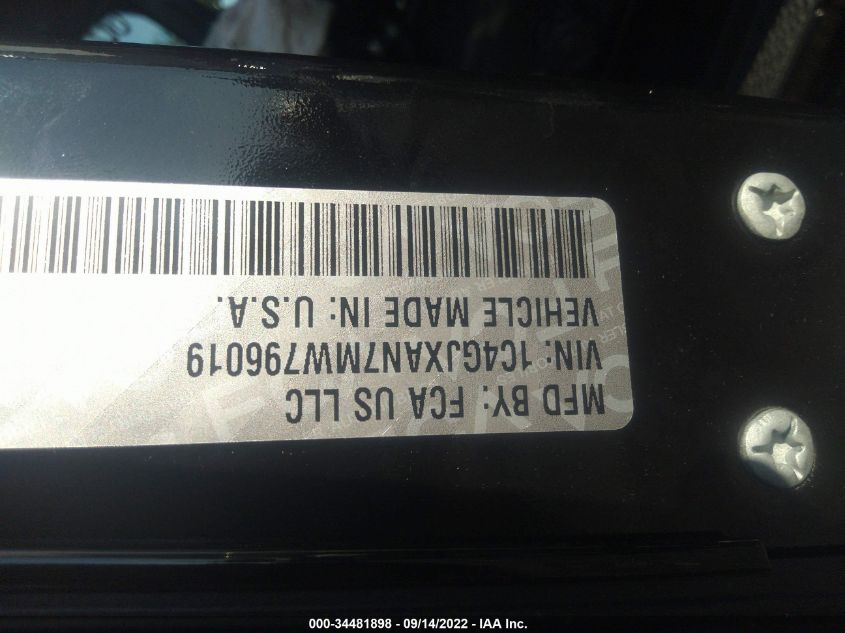 MFD BY: FCA US LLC
VIN: 1C4GJXAN7MW796019
VEHICLE MADE IN: U.S.A.
000-34481898 - 09/14/2022 - IAA Inc.